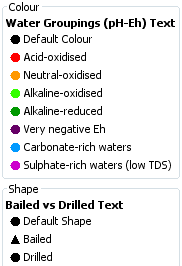 Colour
Water Groupings (pH-Eh) Text
Default Colour
Acid-oxidised
Neutral-oxidised
Alkaline-oxidised
Alkaline-reduced
Very negative Eh
Carbonate-rich waters
Sulphate-rich waters (low TDS)
Shape
Bailed vs Drilled Text
Default Shape
Bailed
Drilled